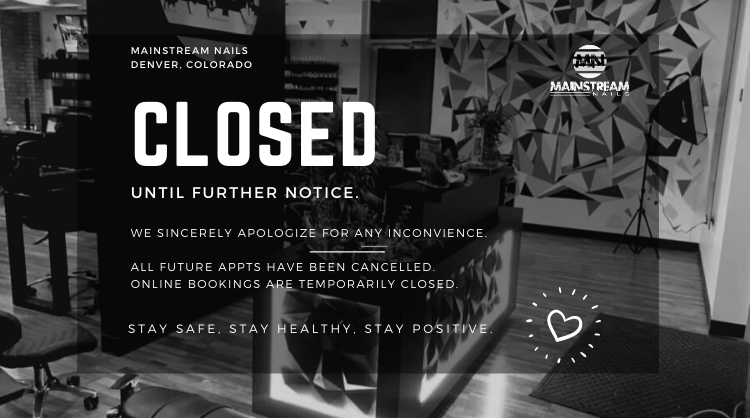 MAINSTREAM NAILS
DENVER, COLORADO
MAINSTREAM
NAILS
CLOSED
UNTIL FURTHER NOTICE.
WE SINCERELY APOLOGIZE FOR ANY INCONVIENCE.
ALL FUTURE APPTS HAVE BEEN CANCELLED.
ONLINE BOOKINGS ARE TEMPORARILY CLOSED.
STAY SAFE, STAY HEALTHY, STAY POSITIVE.